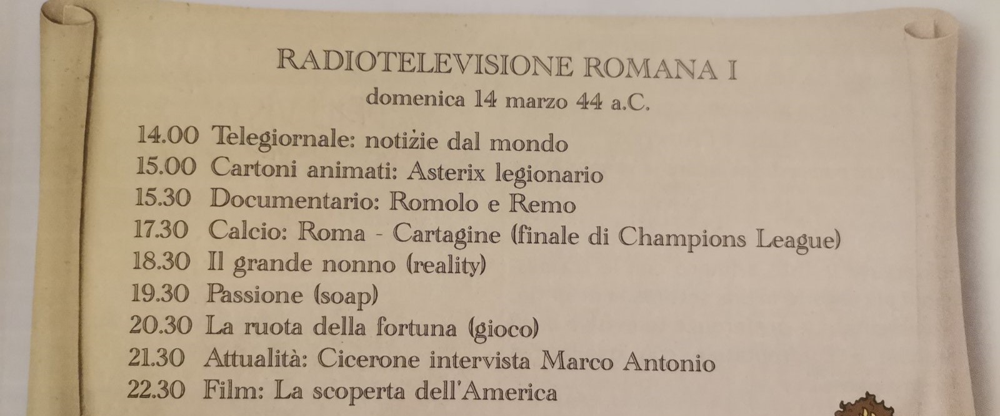 RADIOTELEVISIONE ROMANA I
domenica 14 marzo 44 a.C.
14.00 Telegiornale: notizie dal mondo
15.00 Cartoni animati: Asterix legionario
15.30 Documentario: Romolo e Remo
17.30 Calcio: Roma - Cartagine (finale di Champions League)
18.30 Il grande nonno (reality)
19.30 Passione (soap)
20.30 La ruota della fortuna (gioco)
21.30 Attualità: Cicerone intervista Marco Antonio
22.30 Film: La scoperta dell'America